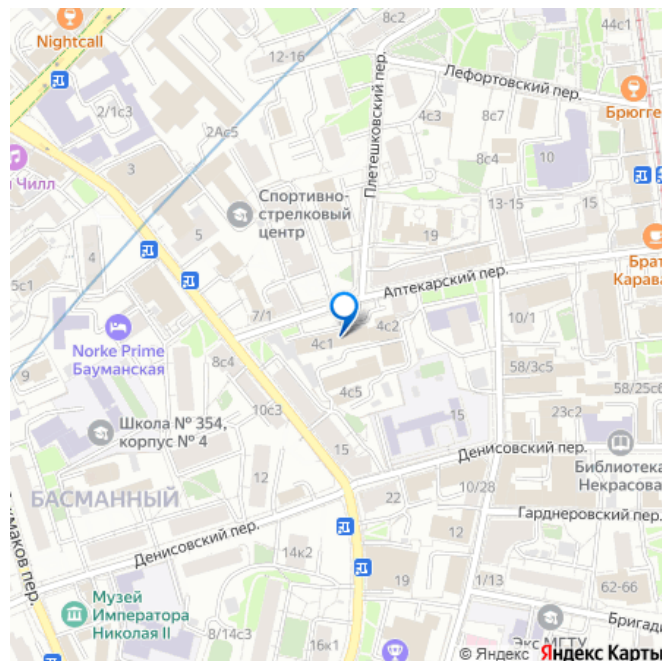 8с2
44с1
Nightcall
12-16
Лефортовский пер.
2/1с3
2Ас5
Плетешковский пер.
4с3
8с7
Брюгге
8с4
10
Чилл
3
Спортивно-
стрелковый
центр
13-15
15
5
19
4
Брат
Карава
5с1
Аптекарский пер.
7/1
4с2
10/1
Norke Prime
Бауманская
4с1
58/3с5
9
8с4
4с5
58/25с6
10с3
23с2
Школа № 354,
корпус № 4
15
15
Денисовский пер.
Библиотека
Некрасова
12
БАСМАННЫЙ
10/28
22
Гарднеровский пер.
Денисовский пер.
12
14к2
19
1/13
62-66
Музей
Императора
Николая II
8/14с3
Бригади
16к1
Экс МГТУ
© Яндекс Яндекс Карты